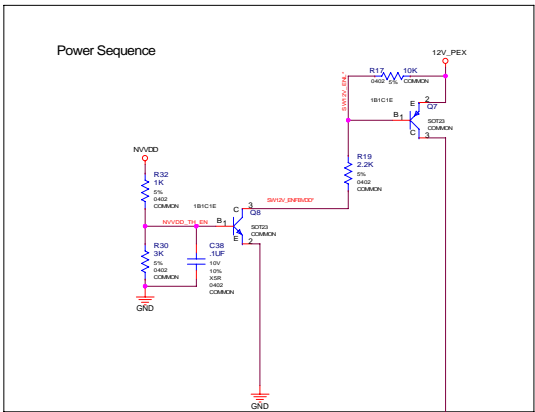 Power Sequence
12V_PEX
R17 10K
0402 5% COMMON
SW12V_ENL*
1B1C1E
E 2
Q7
B 1
SOT23
COMMON
C 3
NVVDD
R19
2.2K
5%
0402
COMMON
R32
1K
5%
0402
COMMON
1B1C1E
SW12V_ENFBVDD*
C 3
Q8
NVVDD_TH_EN
B 1
SOT23
COMMON
E 2
R30
3K
5%
0402
COMMON
C38
.1UF
10V
10%
X5R
0402
COMMON
GND
GND